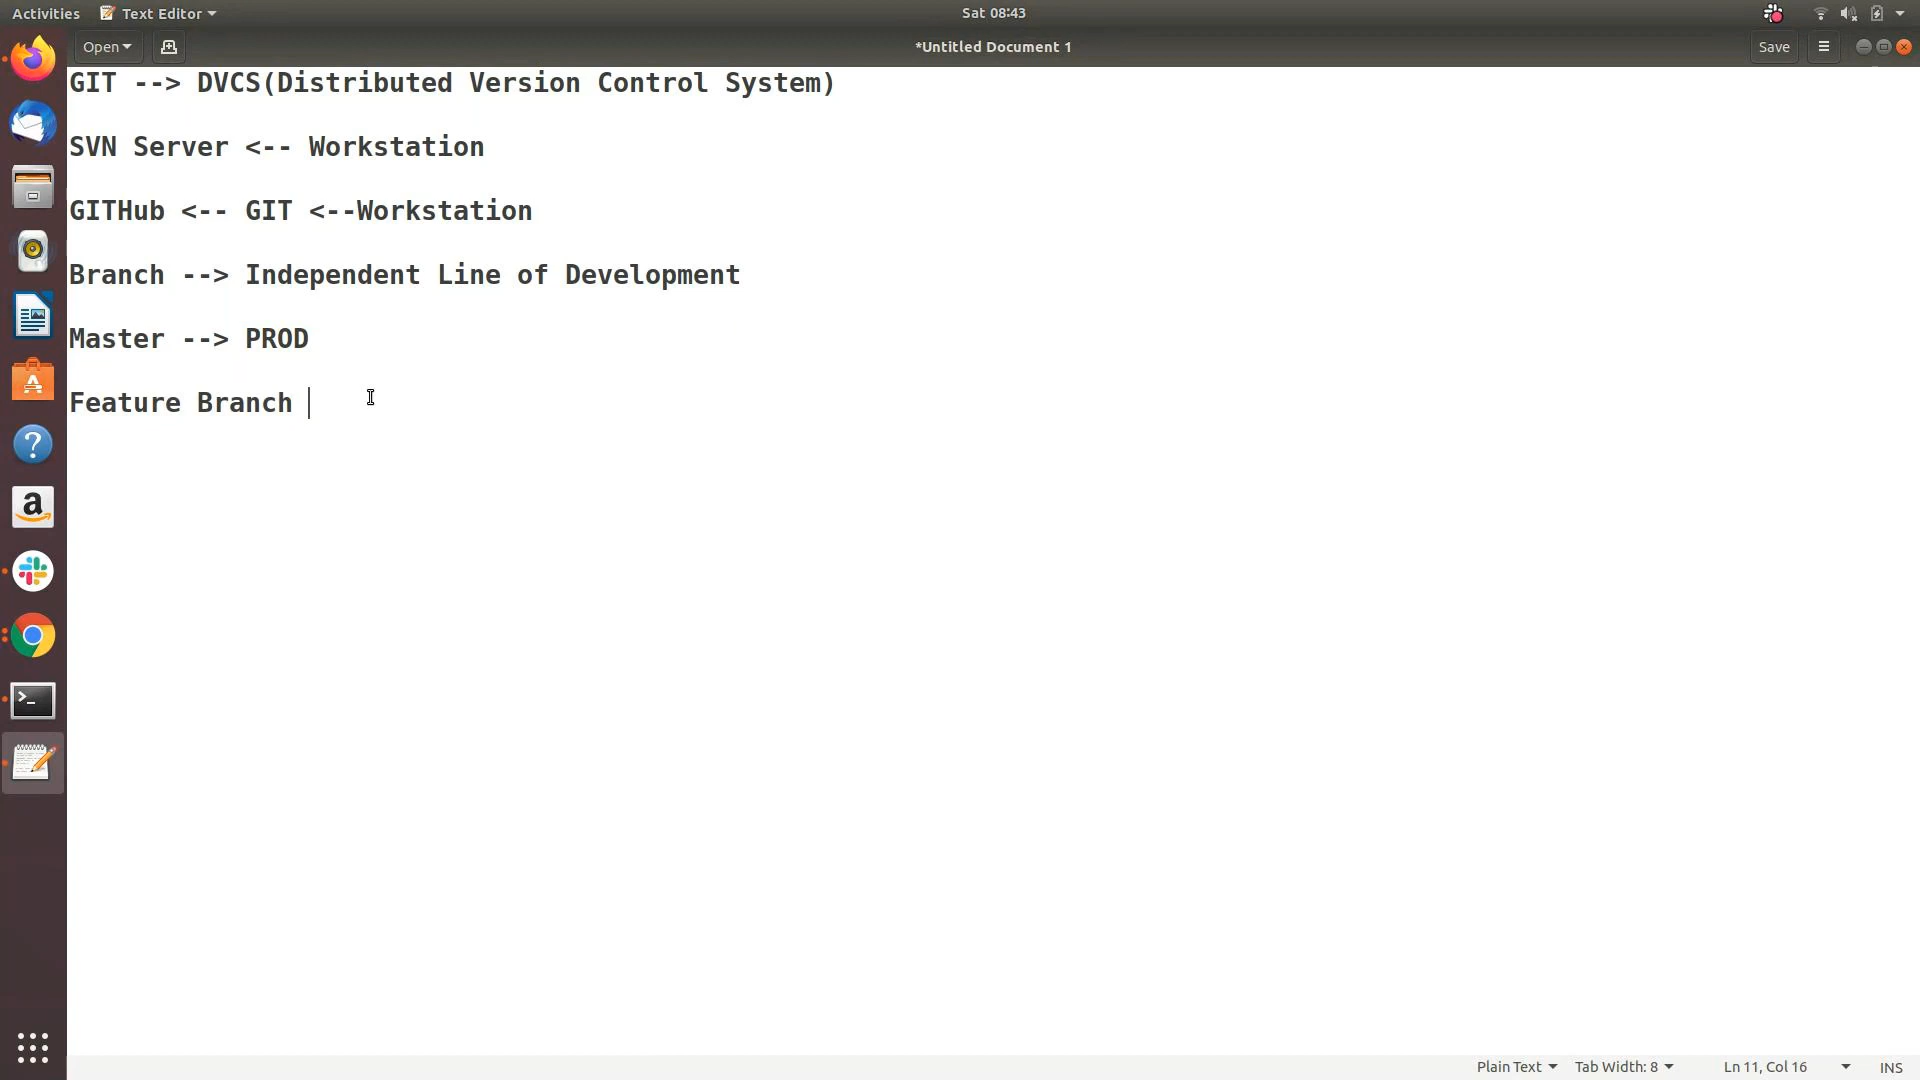 Activities Text Editor Sat 08:43
Open *Untitled Document 1 Save
GIT --> DVCS(Distributed Version Control System)
SVN Server <-- Workstation
GITHub <-- GIT <--Workstation
Branch --> Independent Line of Development
Master --> PROD
Feature Branch
Plain Text Tab Width: 8 Ln 11, Col 16 INS